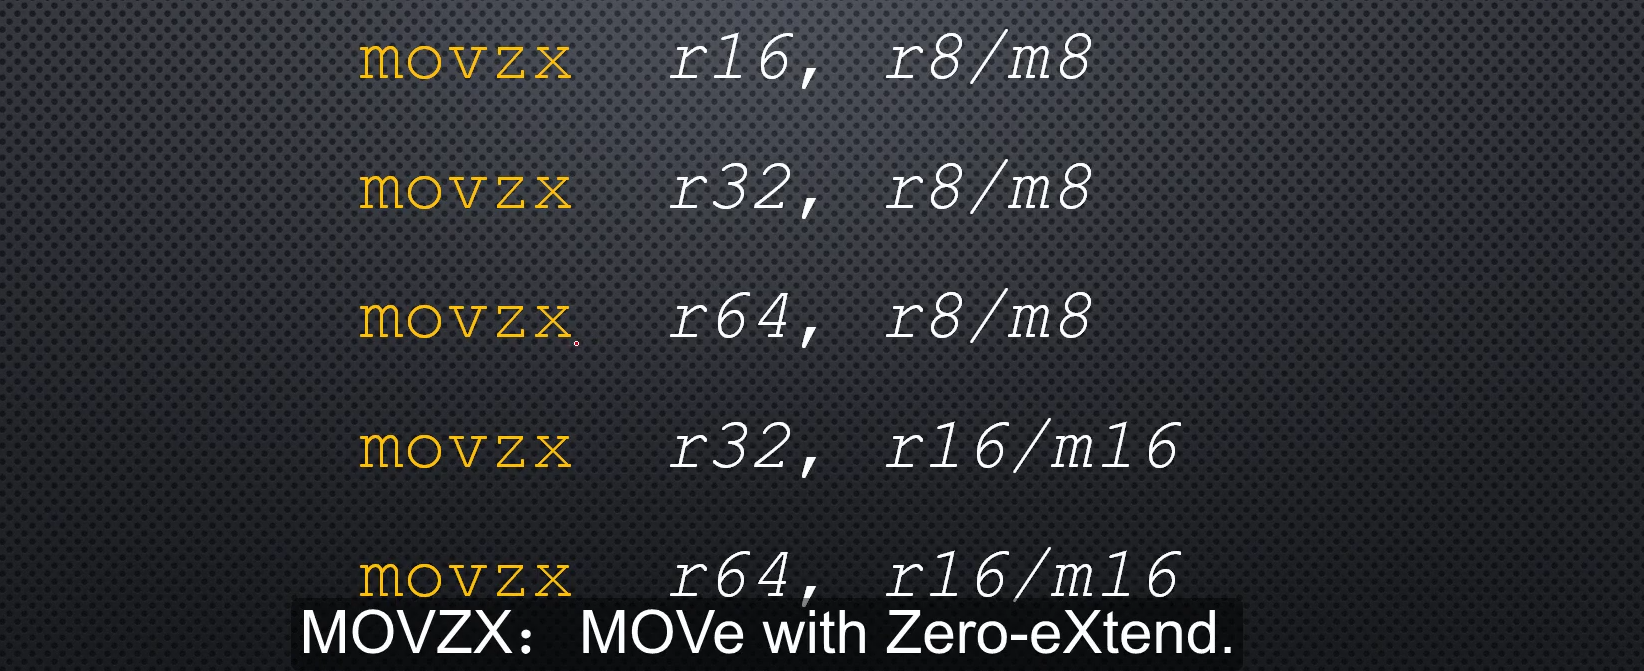 movzx r16, r8/m8
movzx r32, r8/m8
movzx r64, r8/m8
movzx r32, r16/m16
movzx r64, r16/m16
MOVZX： MOVe with Zero-eXtend.